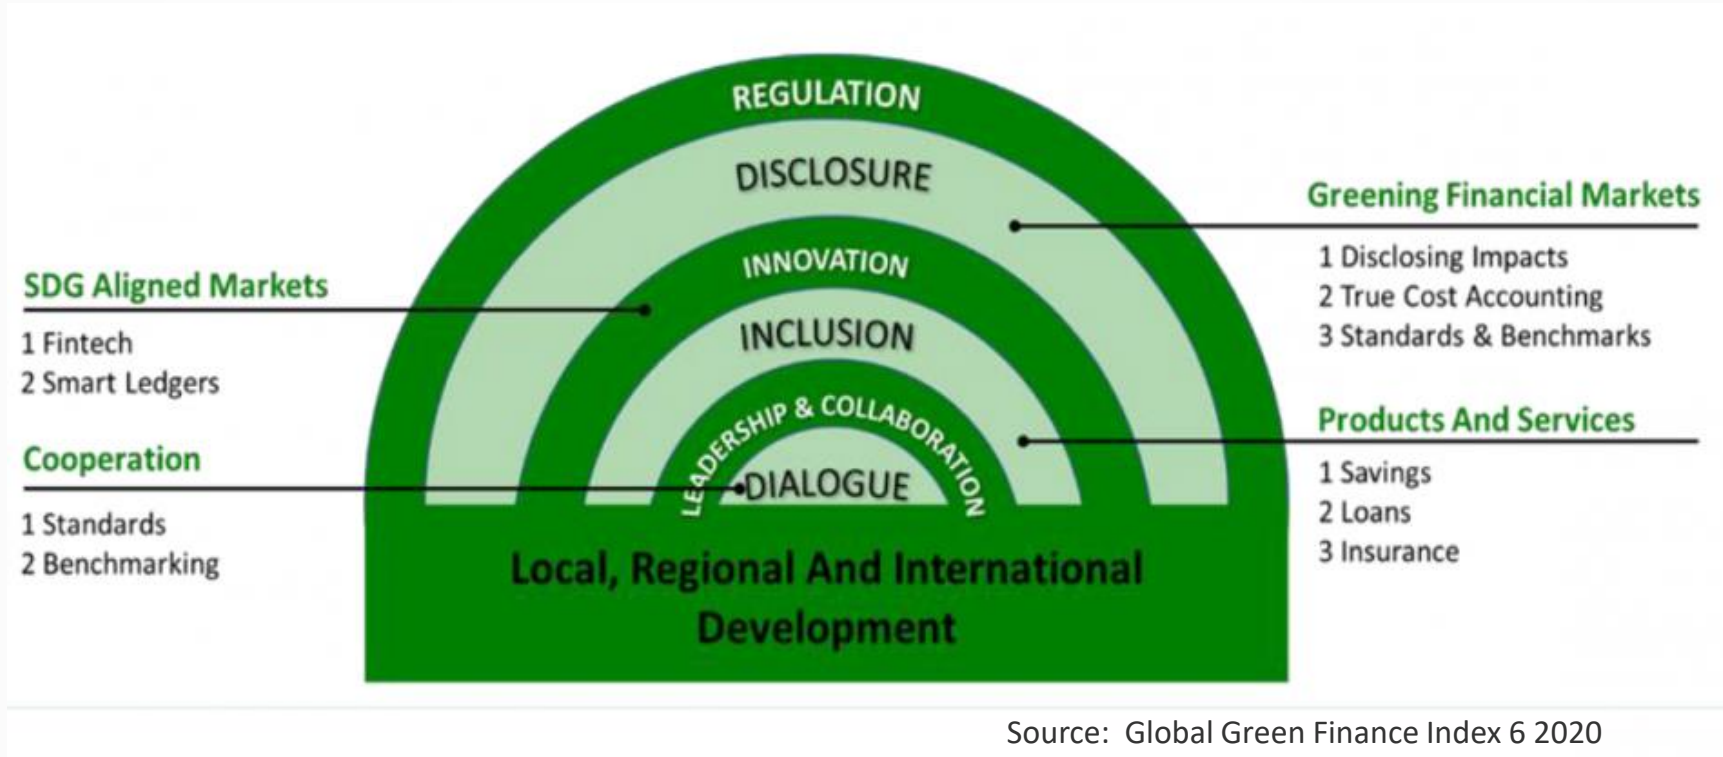 REGULATION
DISCLOSURE
INNOVATION
INCLUSION
LEADERSHIP & COLLABORATION
DIALOGUE
Local, Regional And International
Development
SDG Aligned Markets
1 Fintech
2 Smart Ledgers
Cooperation
1 Standards
2 Benchmarking
Greening Financial Markets
1 Disclosing Impacts
2 True Cost Accounting
3 Standards & Benchmarks
Products And Services
1 Savings
2 Loans
3 Insurance
Source: Global Green Finance Index 6 2020